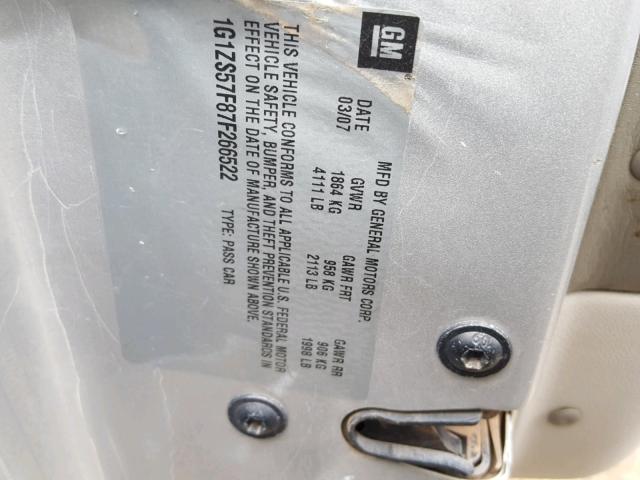 GM
MFD BY GENERAL MOTORS CORP.
DATE GVWR GAWR FRT GAWR RR
03/07 1864 KG 958 KG 906 KG
4111 LB 2113 LB 1998 LB
THIS VEHICLE CONFORMS TO ALL APPLICABLE U.S. FEDERAL MOTOR
VEHICLE SAFETY, BUMPER, AND THEFT PREVENTION STANDARDS IN
EFFECT ON THE DATE OF MANUFACTURE SHOWN ABOVE.
1G1ZS57F87F266522 TYPE: PASS CAR